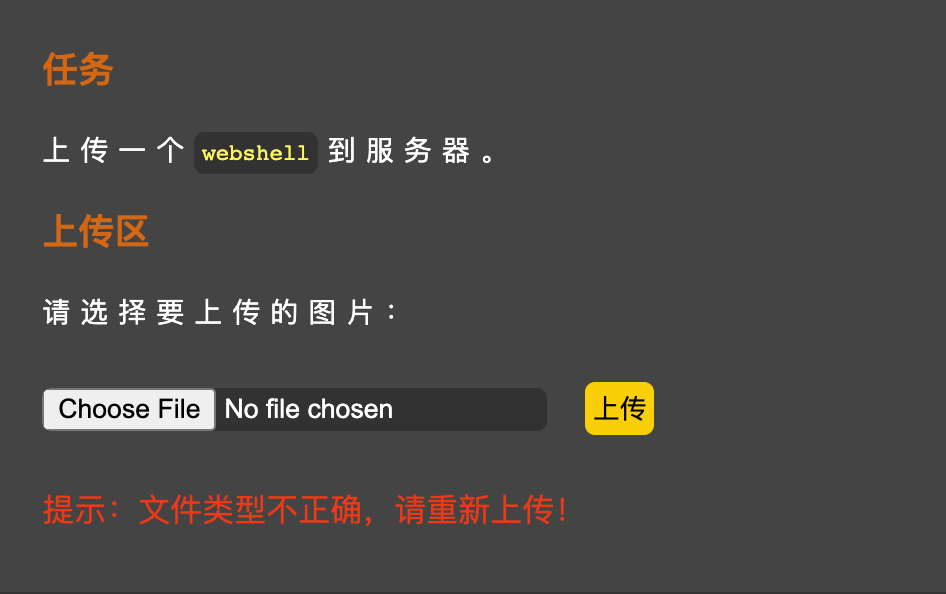 任务
上传一个 webshell 到服务器。
上传区
请选择要上传的图片：
Choose File No file chosen 上传
提示：文件类型不正确，请重新上传！